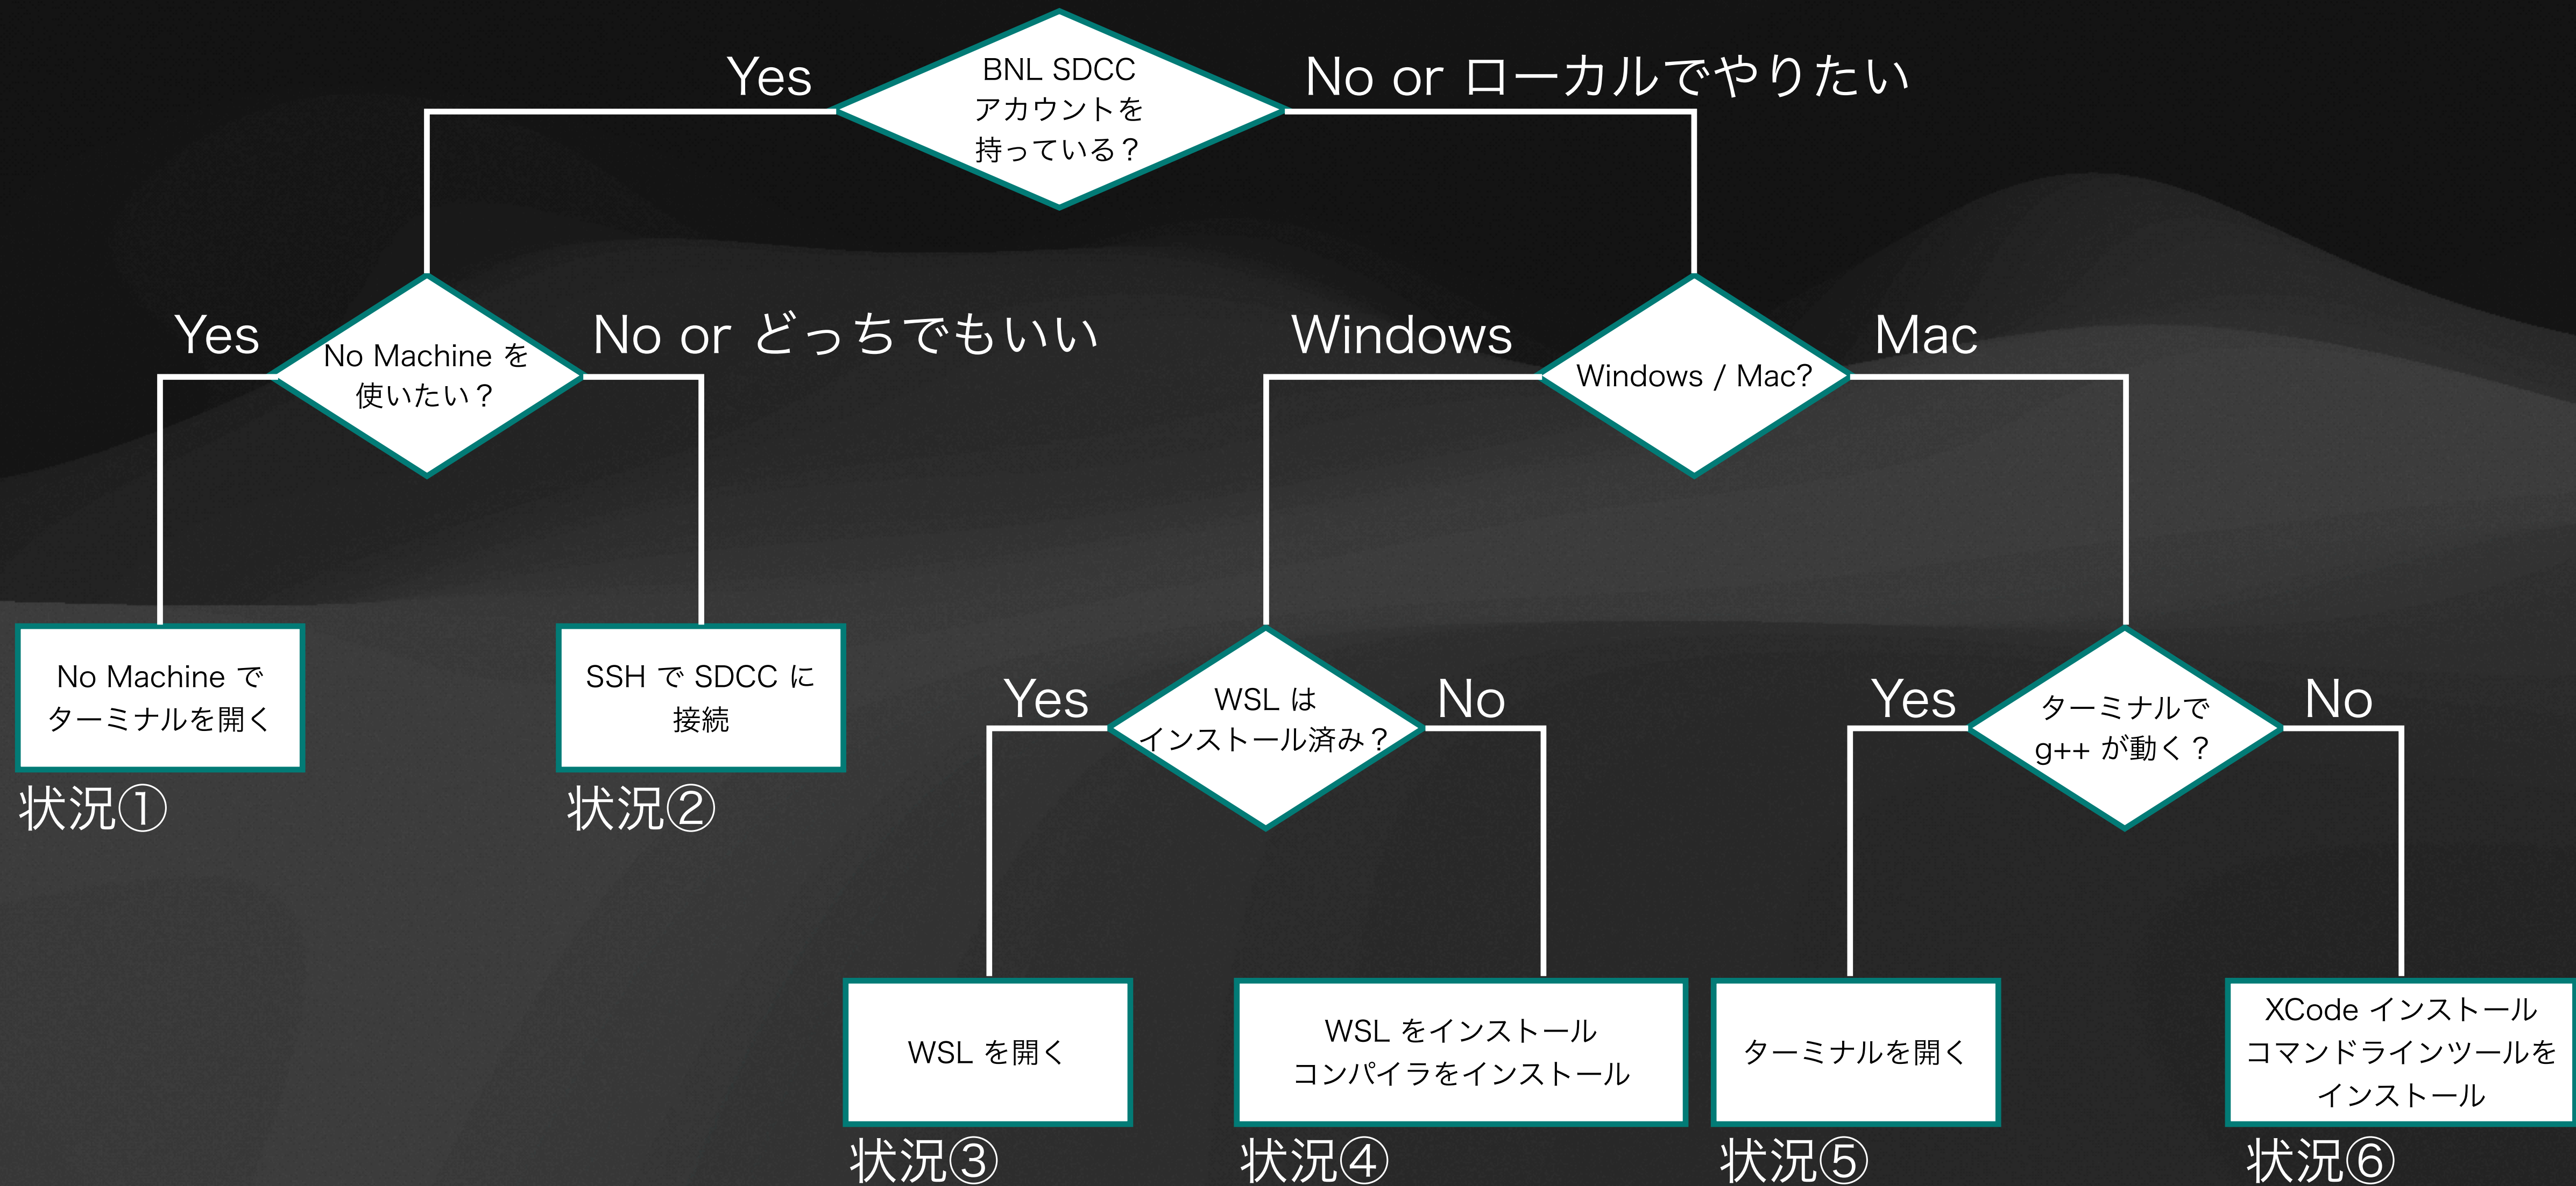 BNL SDCC
アカウントを
持っている？
Yes
No or ローカルでやりたい
No Machine を
使いたい？
Yes
No or どっちでもいい
Windows / Mac?
Windows
Mac
No Machine で
ターミナルを開く
状況①
SSH で SDCC に
接続
状況②
WSL は
インストール済み？
Yes
No
ターミナルで
g++ が動く？
Yes
No
WSL を開く
状況③
WSL をインストール
コンパイラをインストール
状況④
ターミナルを開く
状況⑤
XCode インストール
コマンドラインツールを
インストール
状況⑥